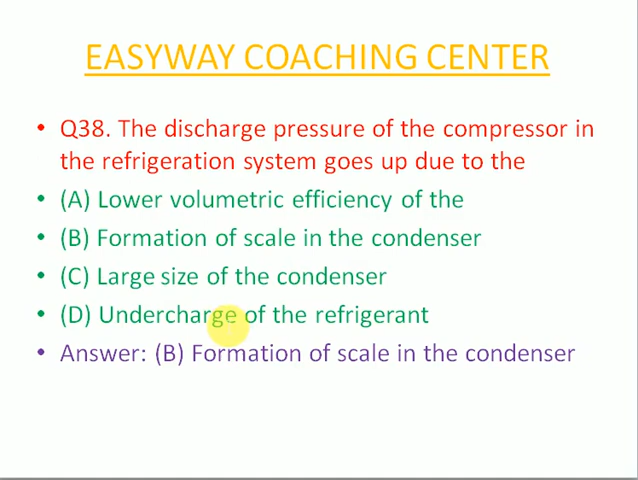 EASYWAY COACHING CENTER
• Q38. The discharge pressure of the compressor in
the refrigeration system goes up due to the
• (A) Lower volumetric efficiency of the
• (B) Formation of scale in the condenser
• (C) Large size of the condenser
• (D) Undercharge of the refrigerant
• Answer: (B) Formation of scale in the condenser